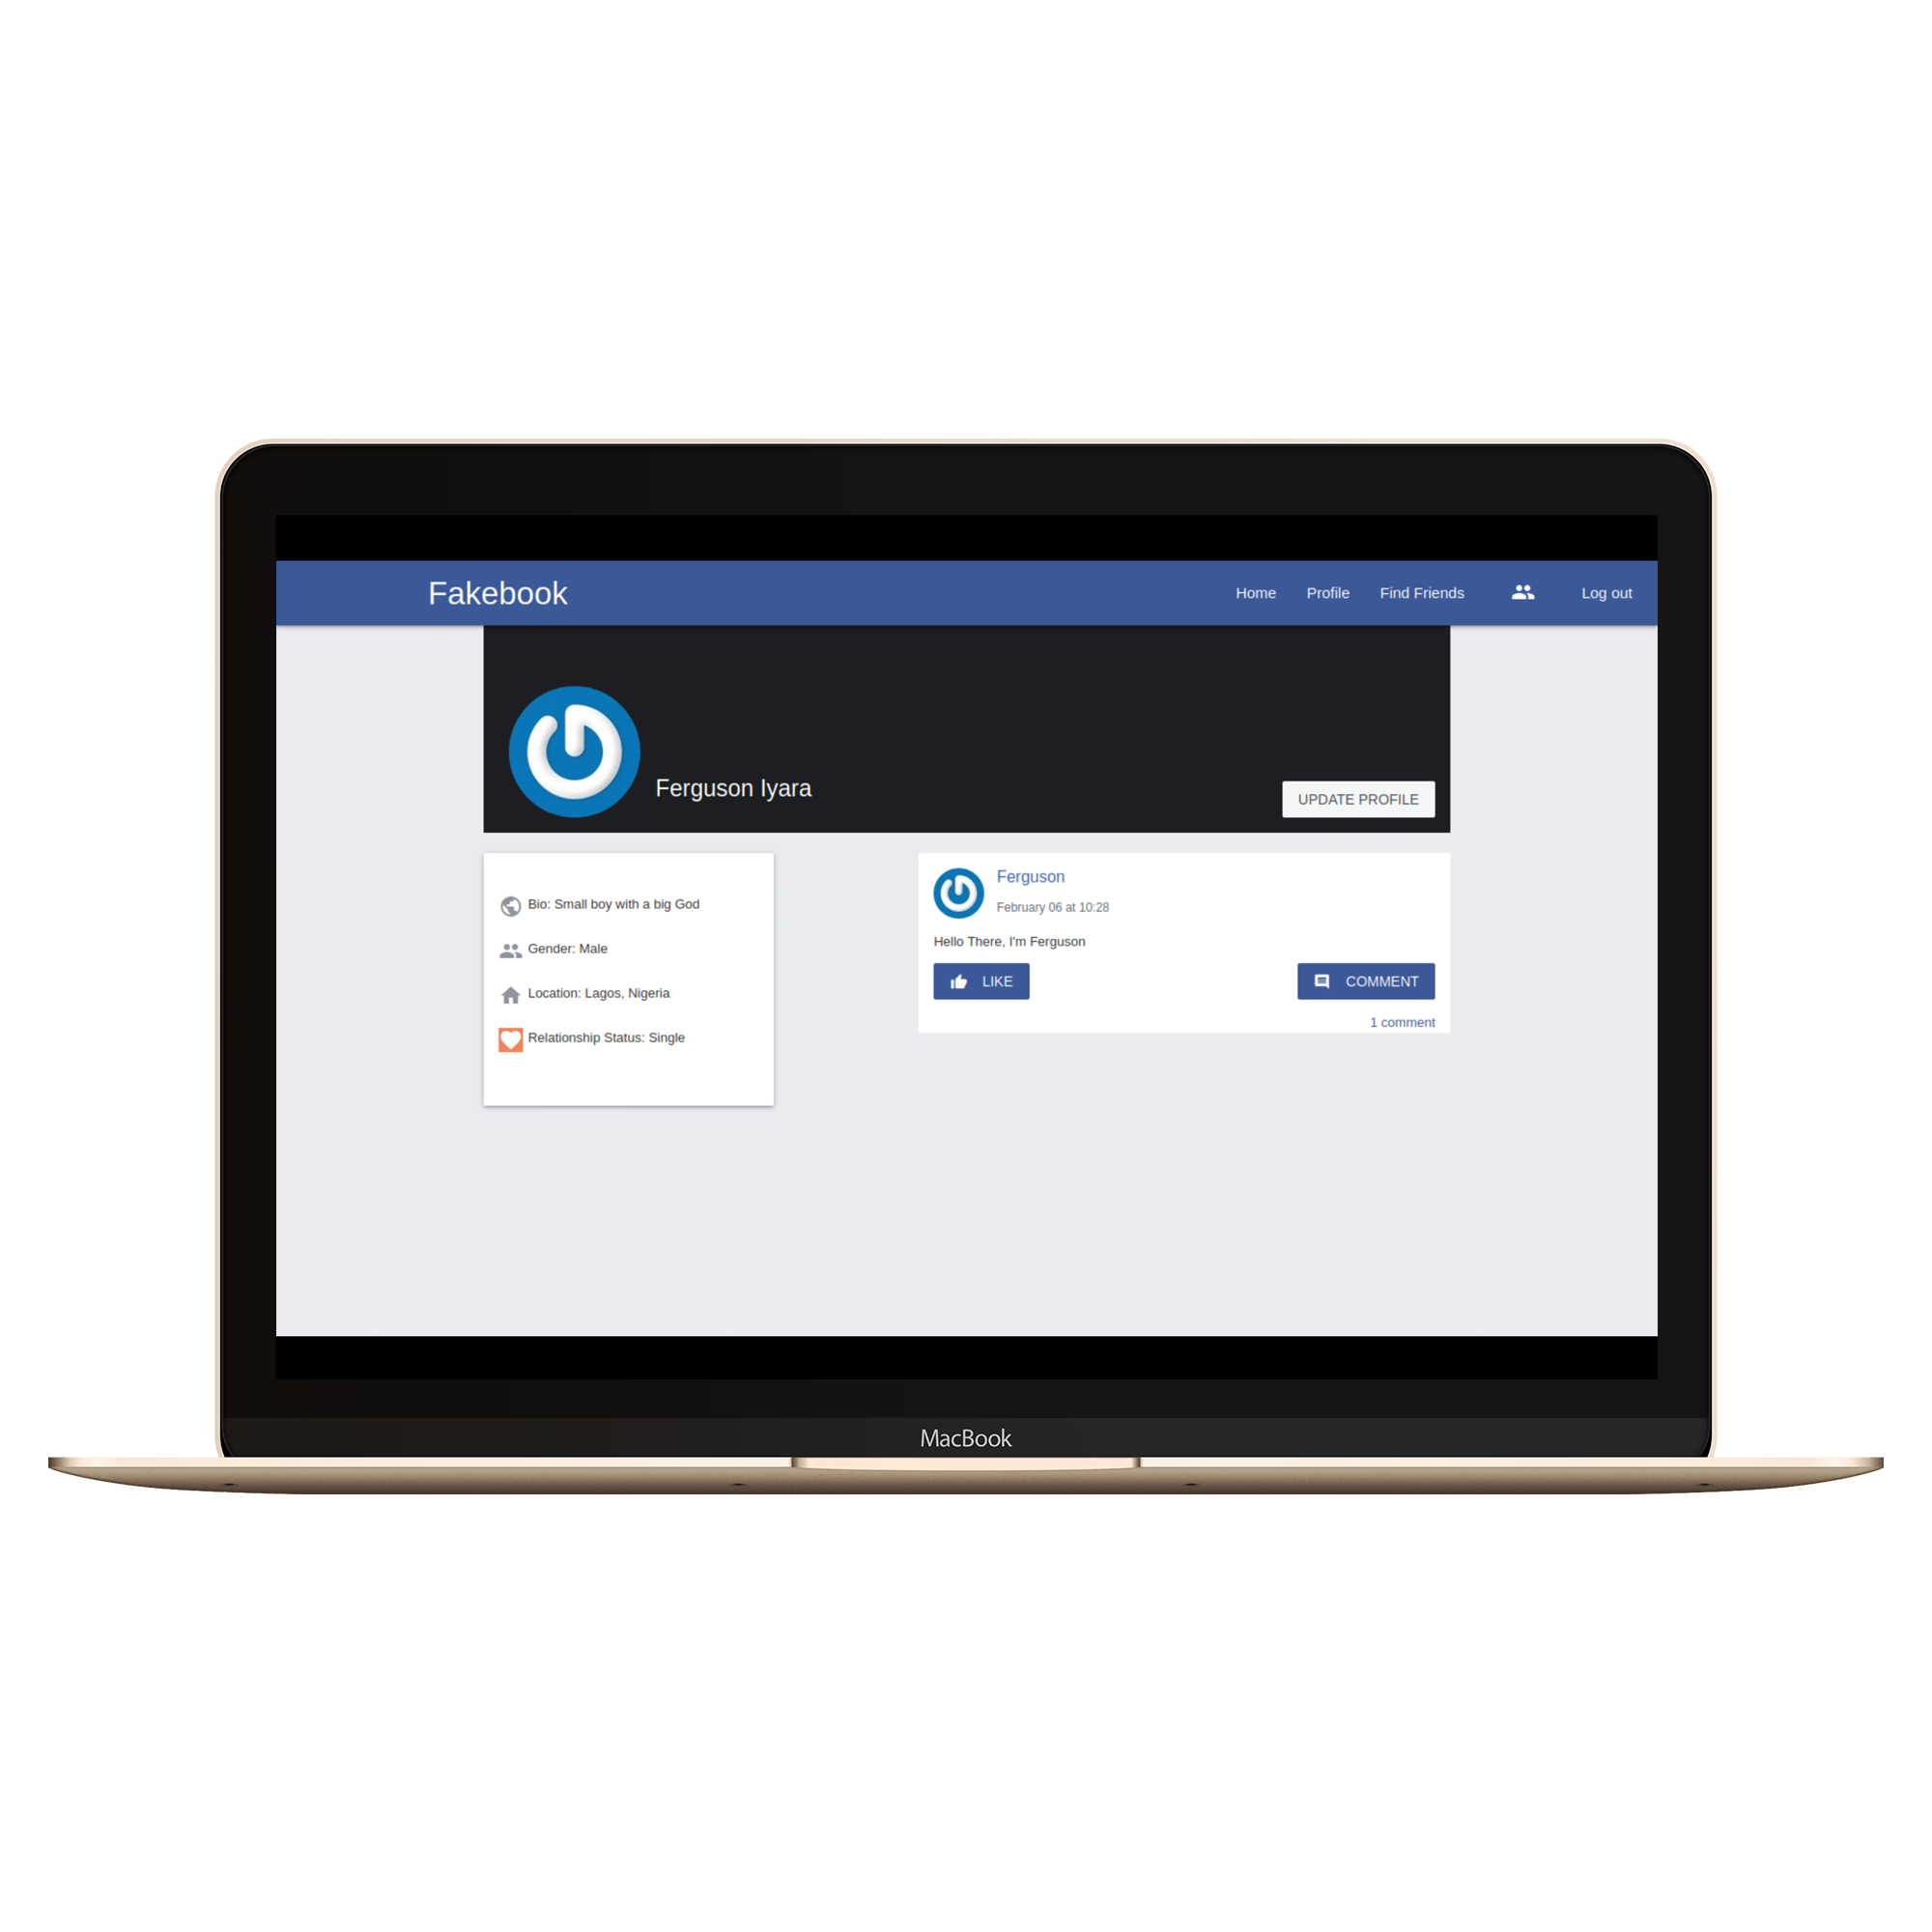 Fakebook
Home Profile Find Friends Log out
Ferguson Iyara
UPDATE PROFILE
Bio: Small boy with a big God
Gender: Male
Location: Lagos, Nigeria
Relationship Status: Single
Ferguson
February 06 at 10:28
Hello There, I'm Ferguson
LIKE COMMENT
1 comment
MacBook